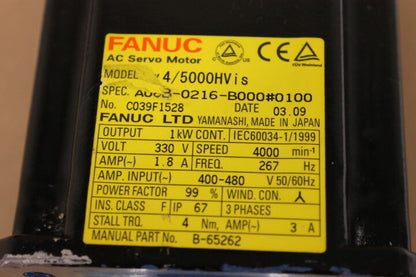 FANUC
AC Servo Motor
MODEL 4/5000HVis
SPEC. A06B-0216-B000#0100
No. C039F1528 DATE 03.09
FANUC LTD YAMANASHI, MADE IN JAPAN
OUTPUT 1kW CONT. IEC60034-1/1999
VOLT 330 V SPEED 4000 min-1
AMP(~) 1.8 A FREQ. 267 Hz
AMP. INPUT(~) 400-480 V 50/60Hz
POWER FACTOR 99 % WIND. CONN.
INS. CLASS F IP 67 3 PHASES
STALL TRQ. 4 Nm, AMP(~) 3 A
MANUAL PART No. B-65262